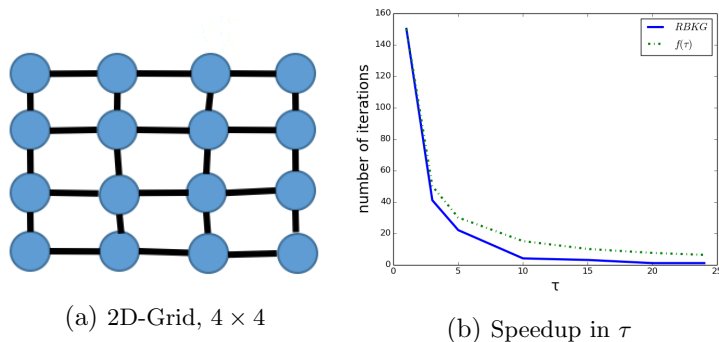 160
140
120
100
80
60
40
20
0
number of iterations
RBKG
f(τ)
0 5 10 15 20 25
τ
(a) 2D-Grid, 4 × 4
(b) Speedup in τ